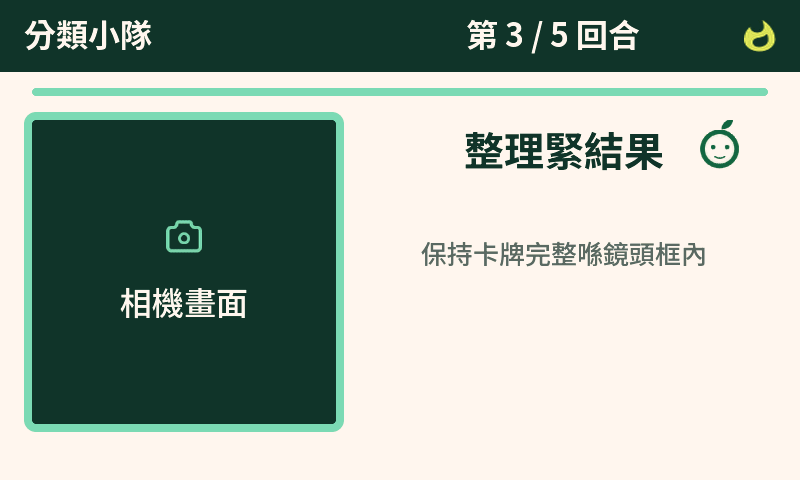 分類小隊
第 3 / 5 回合
整理緊結果
保持卡牌完整喺鏡頭框內
相機畫面